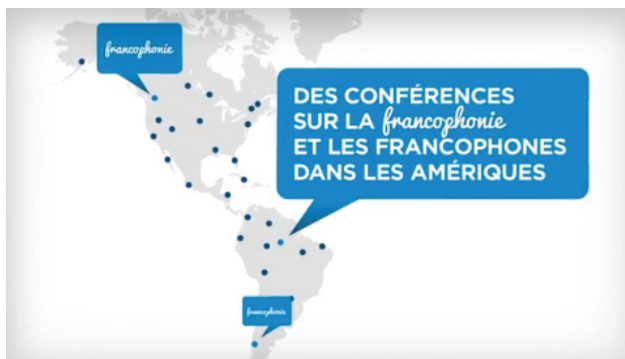 francophonie
DES CONFÉRENCES
SUR LA francophonie
ET LES FRANCOPHONES
DANS LES AMÉRIQUES
francophonie